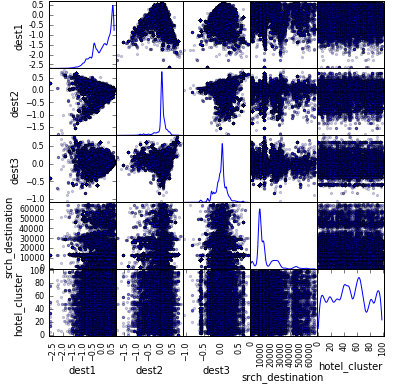 0.5
0.0
-0.5
-1.0
-1.5
-2.0
-2.5
dest1
0.5
0.0
-0.5
-1.0
-1.5
dest2
0.5
0.0
-0.5
-1.0
dest3
60000
50000
40000
30000
20000
10000
0
srch_destination
100
80
60
40
20
0
hotel_cluster
-2.5 -2.0 -1.5 -1.0 -0.5 0.0 0.5
-1.5 -1.0 -0.5 0.0 0.5
-1.0 -0.5 0.0 0.5
0 10000 20000 30000 40000 50000 60000
0 20 40 60 80 100
dest1 dest2 dest3 srch_destination hotel_cluster